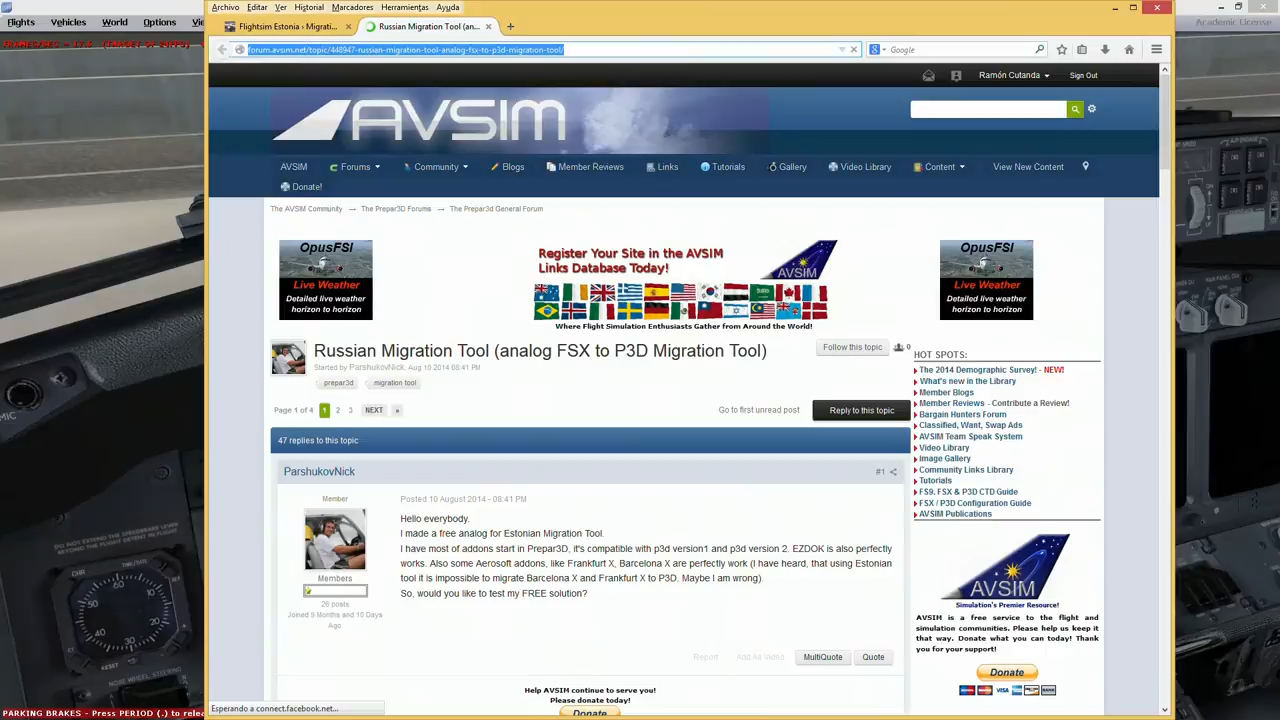 Flights Vehicles World Options
Academic License
Archivo Editar Ver Historial Marcadores Herramientas Ayuda
Flightsim Estonia › Migrati...
Russian Migration Tool (an...
forum.avsim.net/topic/448947-russian-migration-tool-analog-fsx-to-p3d-migration-tool/
Google
Ramón Cutanda
Sign Out
AVSIM
AVSIM Forums Community Blogs Member Reviews Links Tutorials Gallery Video Library Content View New Content
Donate!
The AVSIM Community → The Prepar3D Forums → The Prepar3d General Forum
OpusFSI
Live Weather
Detailed live weather
horizon to horizon
Register Your Site in the AVSIM
Links Database Today!
AVSIM
Where Flight Simulation Enthusiasts Gather from Around the World!
OpusFSI
Live Weather
Detailed live weather
horizon to horizon
Russian Migration Tool (analog FSX to P3D Migration Tool)
Started by ParshukovNick, Aug 10 2014 08:41 PM
prepar3d migration tool
Follow this topic 0
Page 1 of 4 1 2 3 NEXT »
Go to first unread post
Reply to this topic
47 replies to this topic
ParshukovNick
#1
Member
Members
26 posts
Joined 9 Months and 10 Days
Ago
Posted 10 August 2014 - 08:41 PM
Hello everybody.
I made a free analog for Estonian Migration Tool.
I have most of addons start in Prepar3D, it's compatible with p3d version1 and p3d version 2. EZDOK is also perfectly
works. Also some Aerosoft addons, like Frankfurt X, Barcelona X are perfectly work (I have heard, that using Estonian
tool it is impossible to migrate Barcelona X and Frankfurt X to P3D. Maybe I am wrong).
So, would you like to test my FREE solution?
Report Add As Video MultiQuote Quote
Help AVSIM continue to serve you!
Please donate today!
Donate
HOT SPOTS:
The 2014 Demographic Survey! - NEW!
What's new in the Library
Member Blogs
Member Reviews - Contribute a Review!
Bargain Hunters Forum
Classified, Want, Swap Ads
AVSIM Team Speak System
Video Library
Image Gallery
Community Links Library
Tutorials
FS9, FSX & P3D CTD Guide
FSX / P3D Configuration Guide
AVSIM Publications
AVSIM
Simulation's Premier Resource!
AVSIM is a free service to the flight and
simulation communities. Please help us keep it
that way. Donate what you can today! Thank
you for your support!
Donate
Esperando a connect.facebook.net...
PARKING BRAKES - Press PERIOD (.) to rele
60
50
40
30
20
10